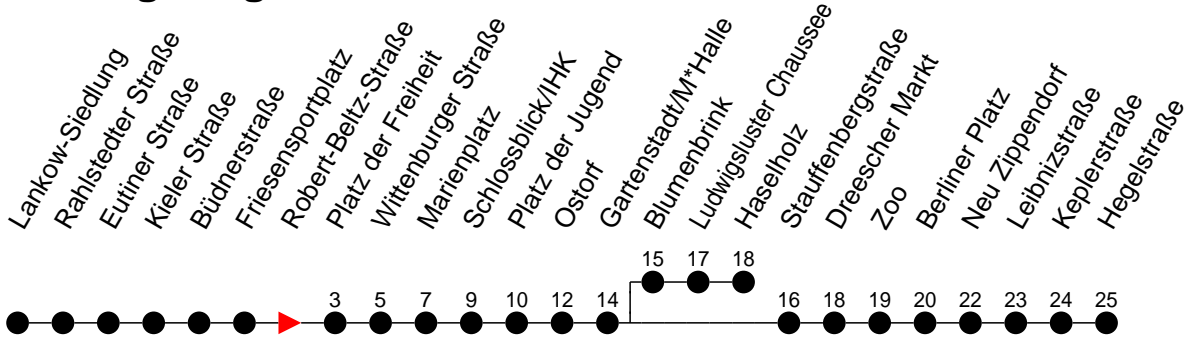 Lankow-Siedlung
Rahlstedter Straße
Eutiner Straße
Kieler Straße
Büdnerstraße
Friesensportplatz
Robert-Beltz-Straße
Platz der Freiheit
Wittenburger Straße
Marienplatz
Schlossblick/IHK
Platz der Jugend
Ostorf
Gartenstadt/M*Halle
Blumenbrink
Ludwigsluster Chaussee
Haselholz
Stauffenbergstraße
Dreescher Markt
Zoo
Berliner Platz
Neu Zippendorf
Leibnizstraße
Keplerstraße
Hegelstraße
15 17 18
3 5 7 9 10 12 14 16 18 19 20 22 23 24 25